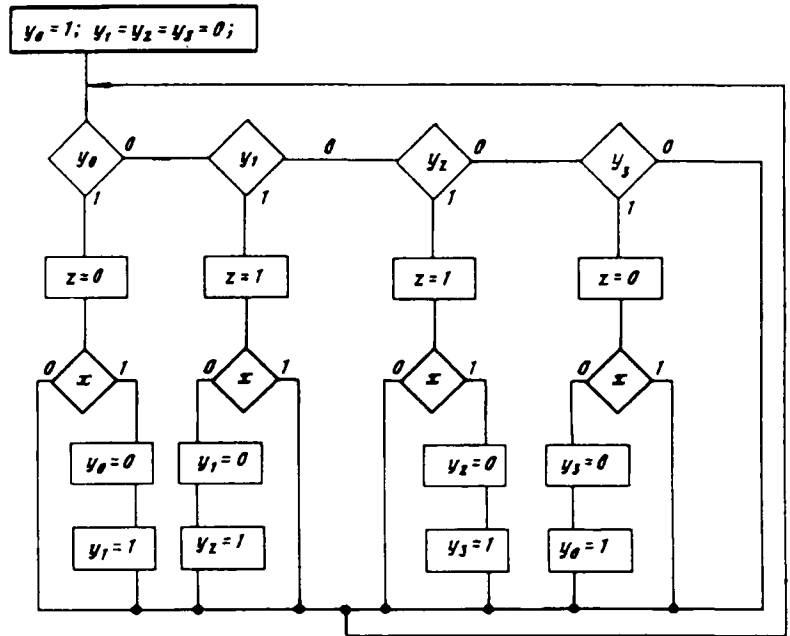 y₀ = 1; y₁ = y₂ = y₃ = 0;
y₀ 0 y₁ 0 y₂ 0 y₃ 0
1 1 1 1
z = 0 z = 1 z = 1 z = 0
0 x 1 0 x 1 0 x 1 0 x 1
y₀ = 0 y₁ = 0 y₂ = 0 y₃ = 0
y₁ = 1 y₂ = 1 y₃ = 1 y₀ = 1